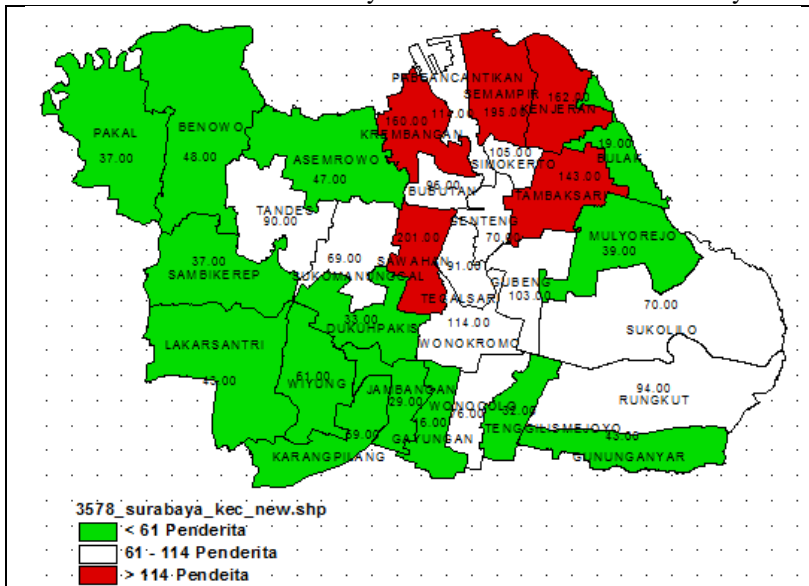 PABEANCANTIKAN
SEMAMPIR
195.00
162.00
KENJERAN
160.00
KREMBANGAN
PAKAL
37.00
BENOWO
48.00
ASEMROWO
47.00
105.00
SIMOKERTO
19.00
BULAK
143.00
TAMBAKSARI
96.00
BUBUTAN
TANDES
90.00
GENTENG
70.00
MULYOREJO
39.00
201.00
SAWAHAN
69.00
SUKOMANUNGGAL
37.00
SAMBIKEREP
91.00
TEGALSARI
GUBENG
103.00
70.00
SUKOLILO
33.00
DUKUHPAKIS
114.00
WONOKROMO
LAKARSANTRI
43.00
61.00
WIYUNG
JAMBANGAN
29.00
WONOCOLO
76.00
16.00
GAYUNGAN
32.00
TENGGILISMEJOYO
94.00
RUNGKUT
43.00
GUNUNGANYAR
59.00
KARANGPILANG
3578_surabaya_kec_new.shp
< 61 Penderita
61 - 114 Penderita
> 114 Pendeita